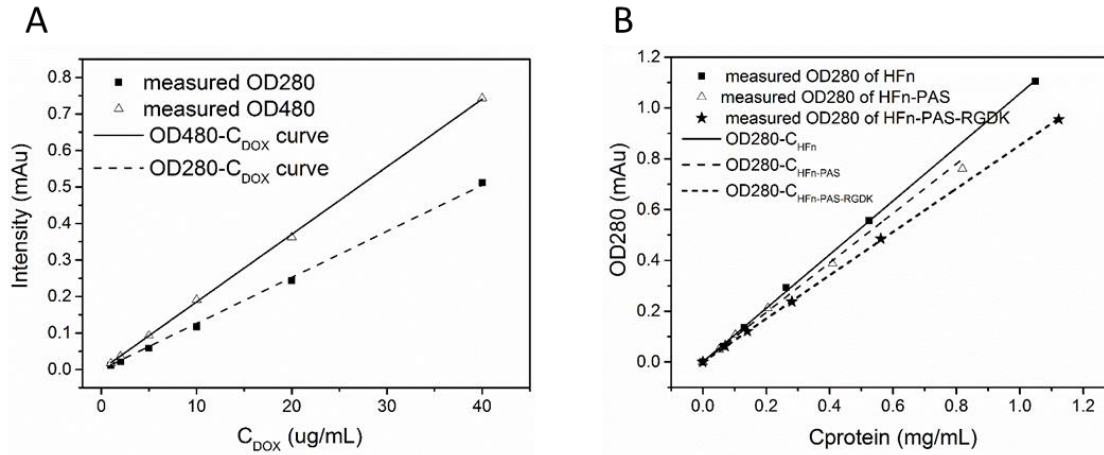 A
Intensity (mAu)
0.8
0.7
0.6
0.5
0.4
0.3
0.2
0.1
0.0
measured OD280
measured OD480
OD480-C_DOX curve
OD280-C_DOX curve
0 10 20 30 40
C_DOX (ug/mL)
B
OD280 (mAu)
1.2
1.0
0.8
0.6
0.4
0.2
0.0
measured OD280 of HFn
measured OD280 of HFn-PAS
measured OD280 of HFn-PAS-RGDK
OD280-C_HFn
OD280-C_HFn-PAS
OD280-C_HFn-PAS-RGDK
0.0 0.2 0.4 0.6 0.8 1.0 1.2
Cprotein (mg/mL)